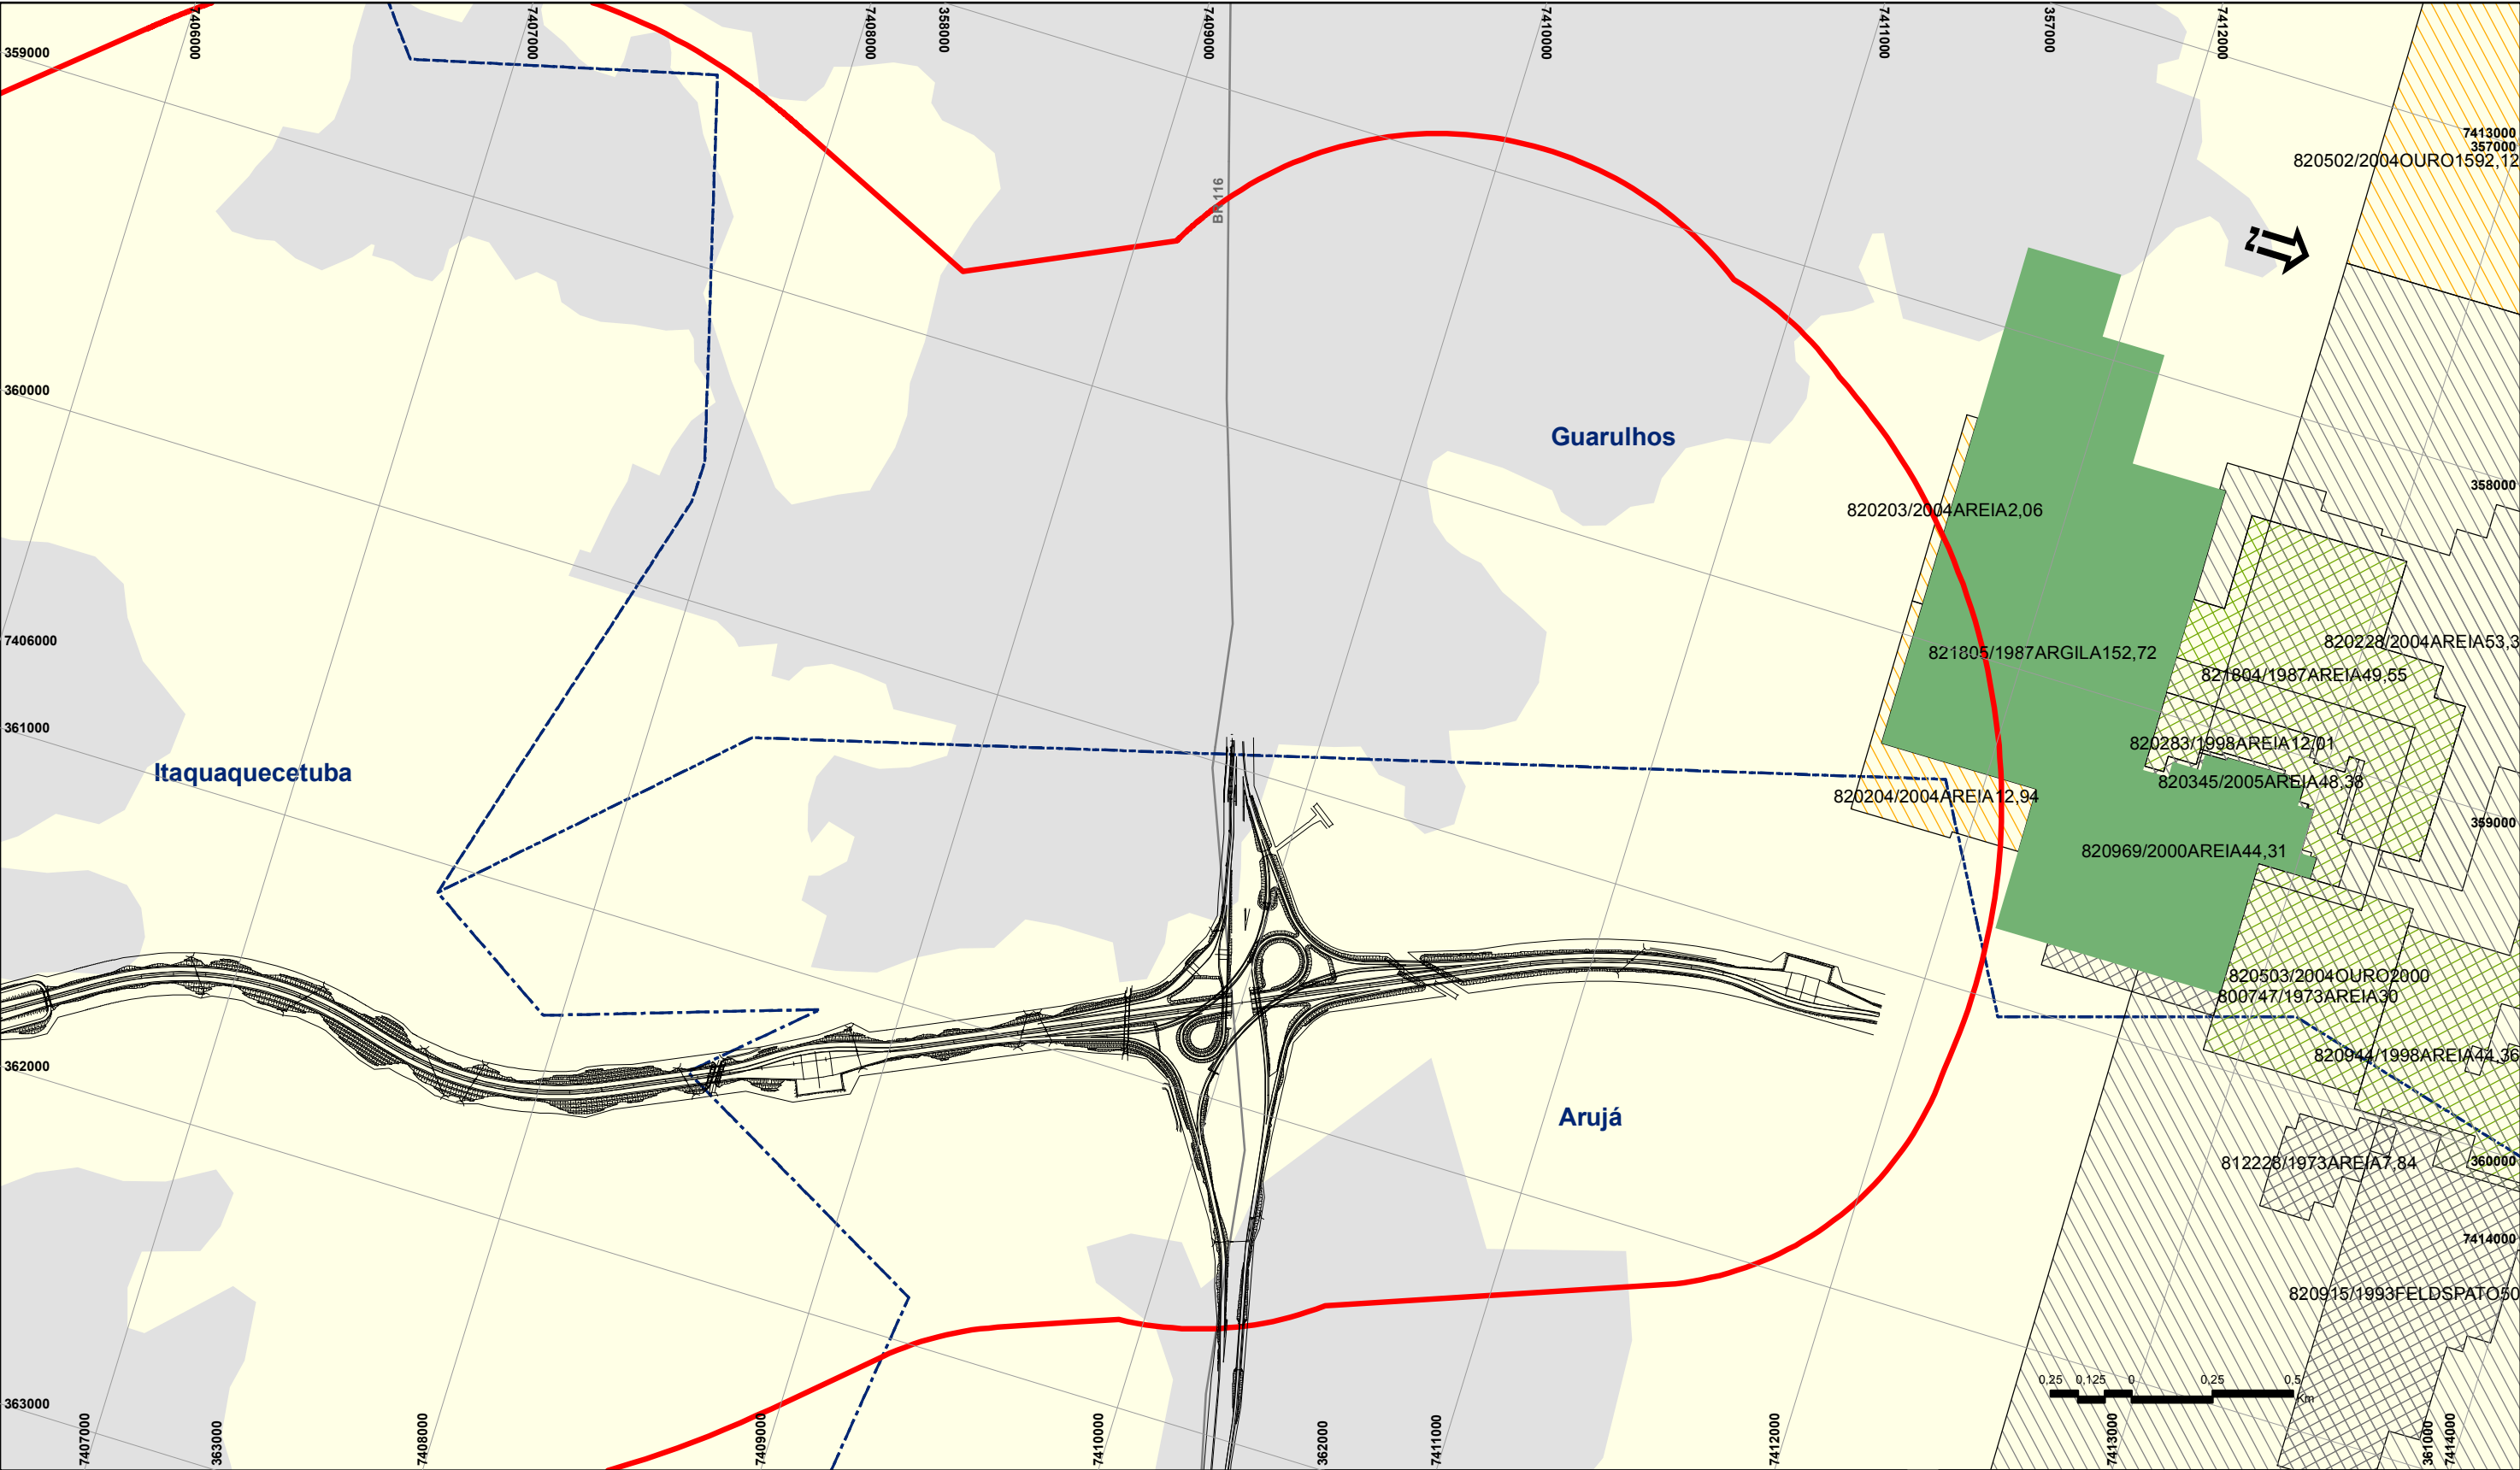 7406000
7407000
7408000
358000
7409000
7410000
7411000
357000
7412000
359000
7413000
357000
820502/2004OURO1592,12
BR116
N
360000
Guarulhos
358000
820203/2004AREIA2,06
7406000
820228/2004AREIA53,3
821805/1987ARGILA152,72
821804/1987AREIA49,55
361000
820283/1998AREIA12,01
Itaquaquecetuba
820345/2005AREIA48,38
820204/2004AREIA12,94
359000
820969/2000AREIA44,31
820503/2004OURO2000
800747/1973AREIA30
820944/1998AREIA44,36
362000
Arujá
812228/1973AREIA7,84
360000
7414000
820915/1993FELDSPATO50
0,25 0,125 0 0,25 0,5
Km
363000
7407000
363000
7408000
7409000
7410000
362000
7411000
7412000
7413000
361000
7414000